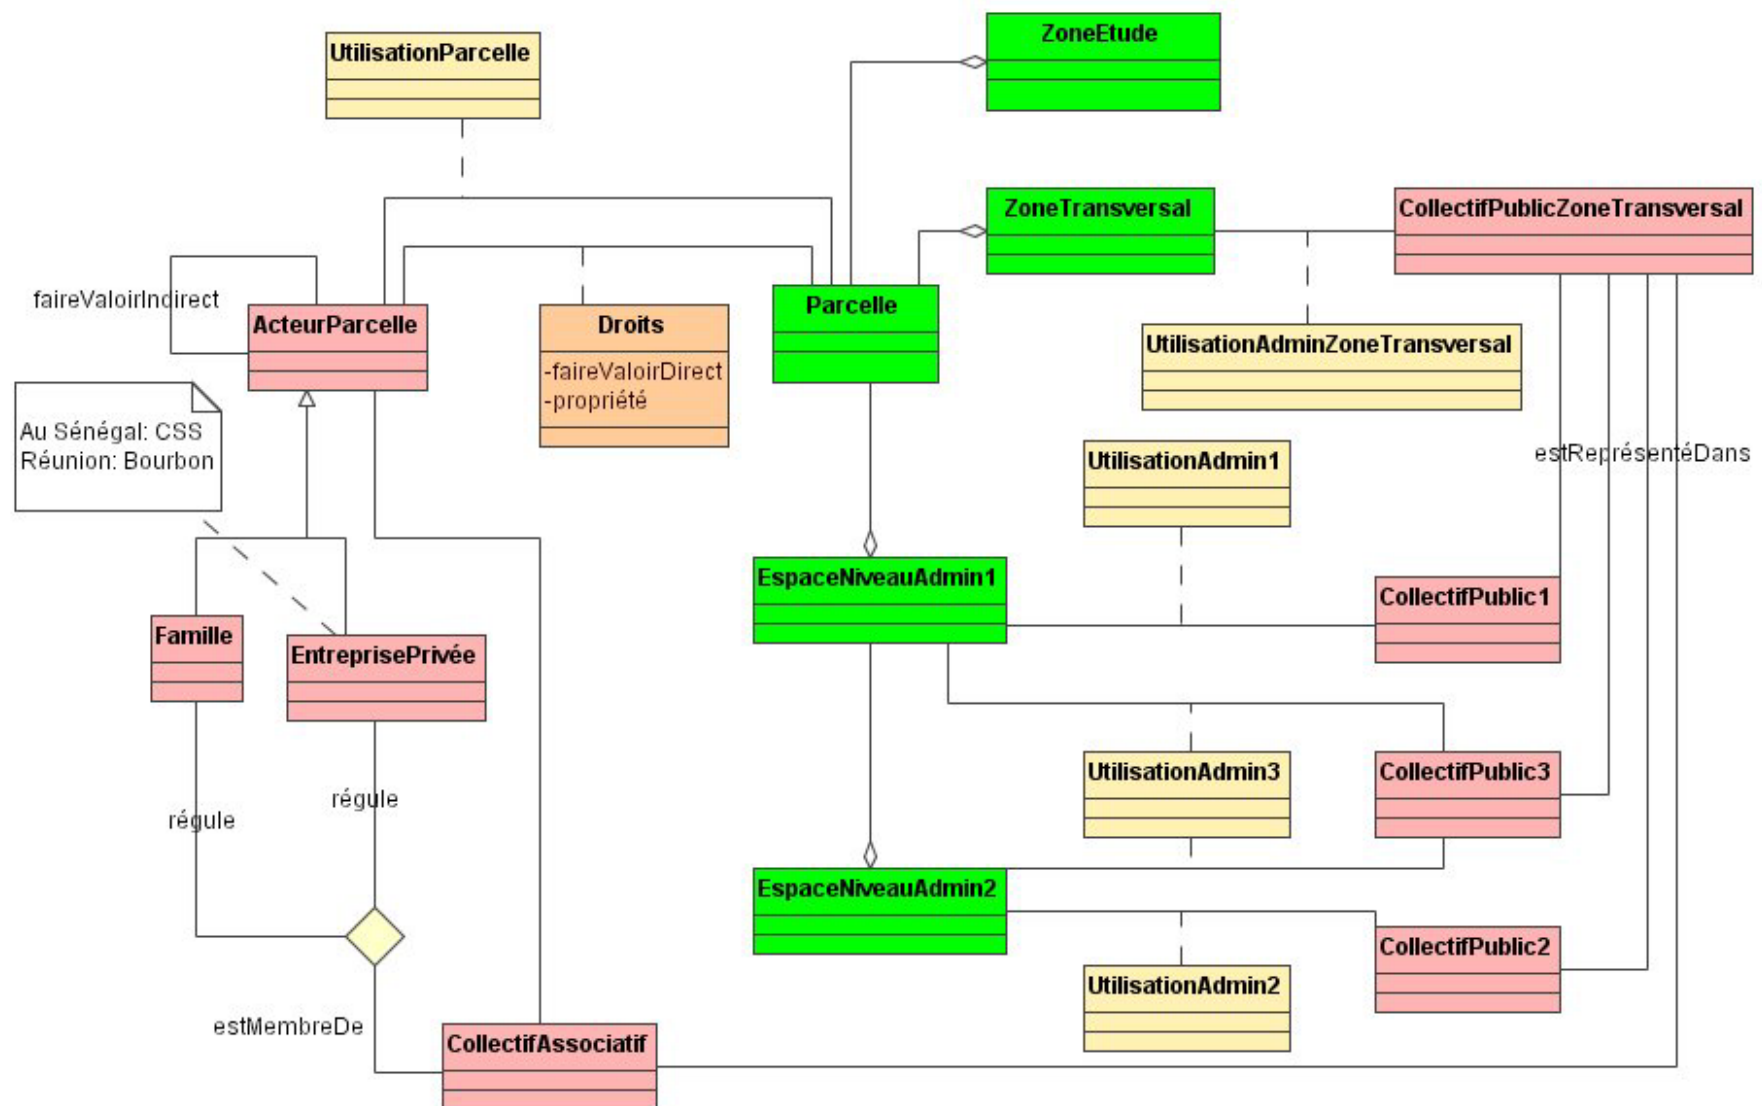 ZoneEtude
UtilisationParcelle
ZoneTransversal
CollectifPublicZoneTransversal
faireValoirIndirect
ActeurParcelle
Droits
-faireValoirDirect
-propriété
Parcelle
UtilisationAdminZoneTransversal
Au Sénégal: CSS
Réunion: Bourbon
estReprésentéDans
UtilisationAdmin1
EspaceNiveauAdmin1
CollectifPublic1
Famille
EntreprisePrivée
UtilisationAdmin3
CollectifPublic3
régule
régule
EspaceNiveauAdmin2
CollectifPublic2
UtilisationAdmin2
estMembreDe
CollectifAssociatif